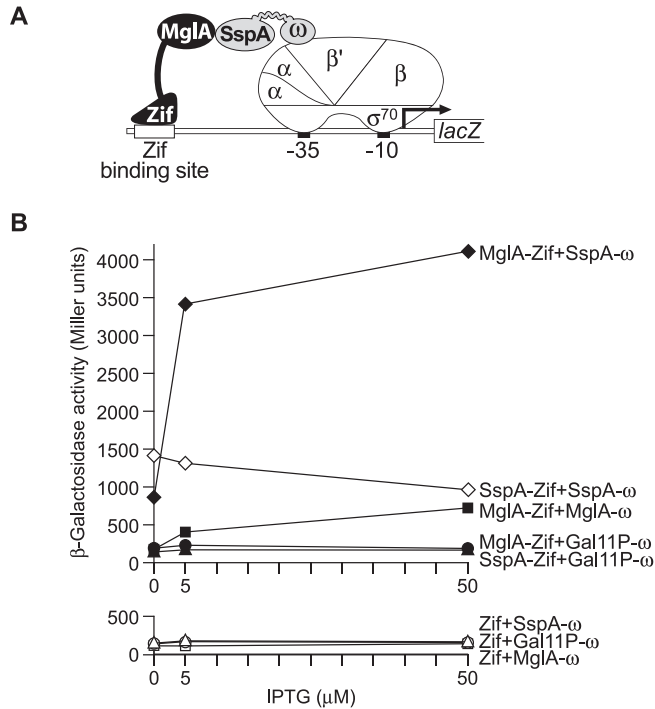 A
MglA SspA ω
α β' β
α
Zif σ70 lacZ
Zif -35 -10
binding site
B
β-Galactosidase activity (Miller units)
4000
3500
3000
2500
2000
1500
1000
500
0
MglA-Zif+SspA-ω
SspA-Zif+SspA-ω
MglA-Zif+MglA-ω
MglA-Zif+Gal11P-ω
SspA-Zif+Gal11P-ω
0 5 50
500
0
Zif+SspA-ω
Zif+Gal11P-ω
Zif+MglA-ω
0 5 50
IPTG (μM)